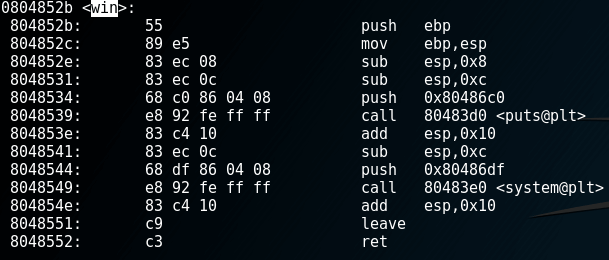 0804852b <win>:
 804852b:	55	push   ebp
 804852c:	89 e5	mov    ebp,esp
 804852e:	83 ec 08	sub    esp,0x8
 8048531:	83 ec 0c	sub    esp,0xc
 8048534:	68 c0 86 04 08	push   0x80486c0
 8048539:	e8 92 fe ff ff	call   80483d0 <puts@plt>
 804853e:	83 c4 10	add    esp,0x10
 8048541:	83 ec 0c	sub    esp,0xc
 8048544:	68 df 86 04 08	push   0x80486df
 8048549:	e8 92 fe ff ff	call   80483e0 <system@plt>
 804854e:	83 c4 10	add    esp,0x10
 8048551:	c9	leave
 8048552:	c3	ret